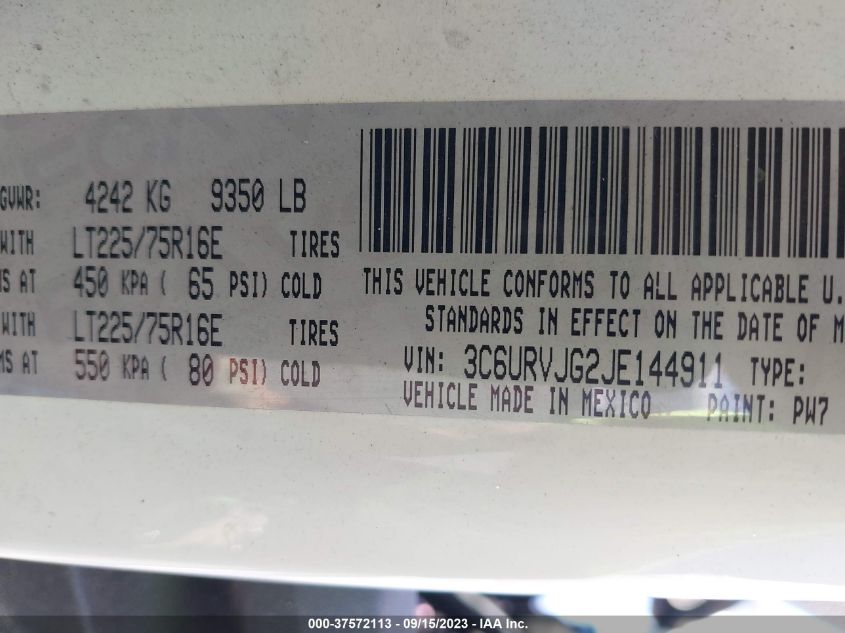 GVWR: 4242 KG 9350 LB
WITH LT225/75R16E TIRES
AT 450 KPA ( 65 PSI) COLD
WITH LT225/75R16E TIRES
AT 550 KPA ( 80 PSI) COLD
THIS VEHICLE CONFORMS TO ALL APPLICABLE U.
STANDARDS IN EFFECT ON THE DATE OF M
VIN: 3C6URVJG2JE144911 TYPE:
VEHICLE MADE IN MEXICO PAINT: PW7
000-37572113 - 09/15/2023 - IAA Inc.